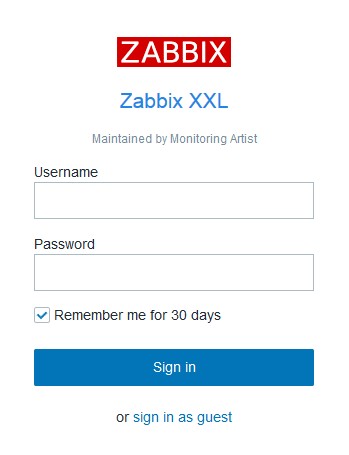 ZABBIX
Zabbix XXL
Maintained by Monitoring Artist
Username
Password
Remember me for 30 days
Sign in
or sign in as guest